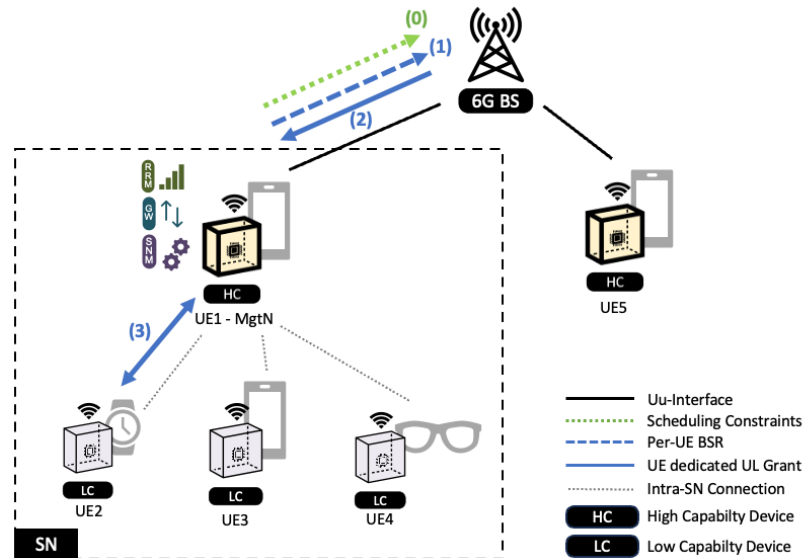 (0)
(1)
(2)
6G BS
RRM
GW
SNM
HC
UE1 - MgtN
HC
UE5
(3)
LC
UE2
LC
UE3
LC
UE4
SN
Uu-Interface
Scheduling Constraints
Per-UE BSR
UE dedicated UL Grant
Intra-SN Connection
HC High Capabilty Device
LC Low Capabilty Device